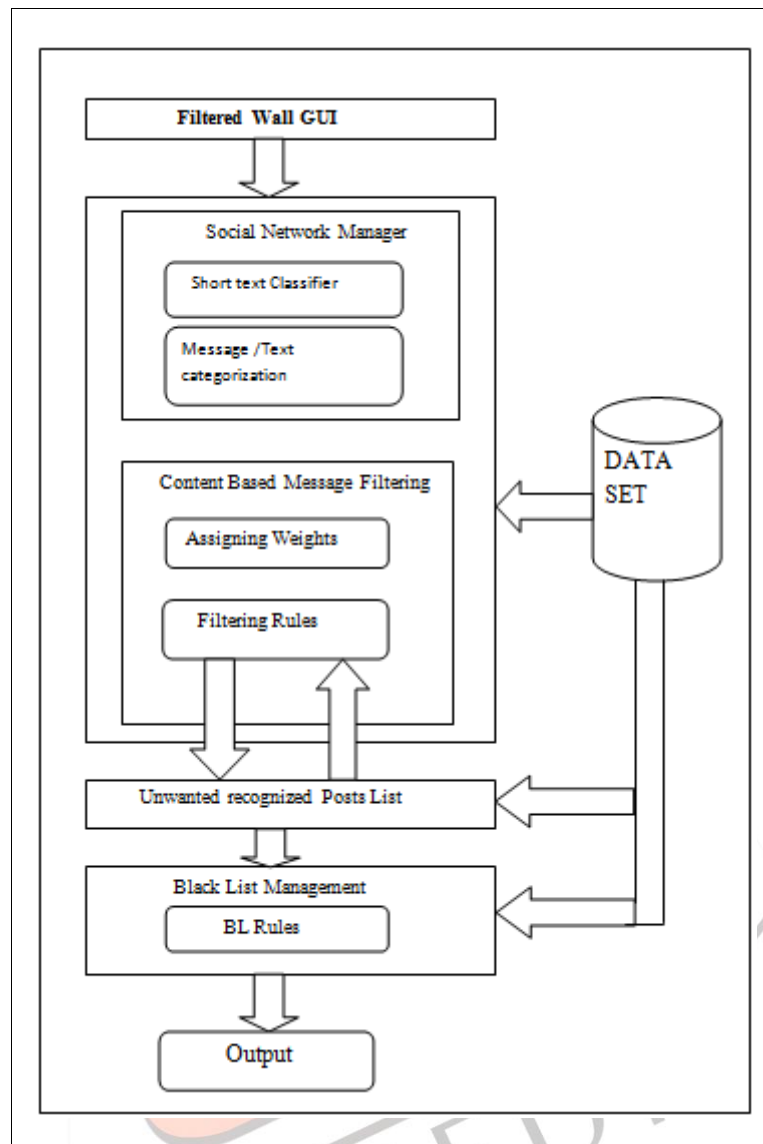 Filtered Wall GUI
Social Network Manager
Short text Classifier
Message /Text
categorization
Content Based Message Filtering
Assigning Weights
Filtering Rules
DATA
SET
Unwanted recognized Posts List
Black List Management
BL Rules
Output